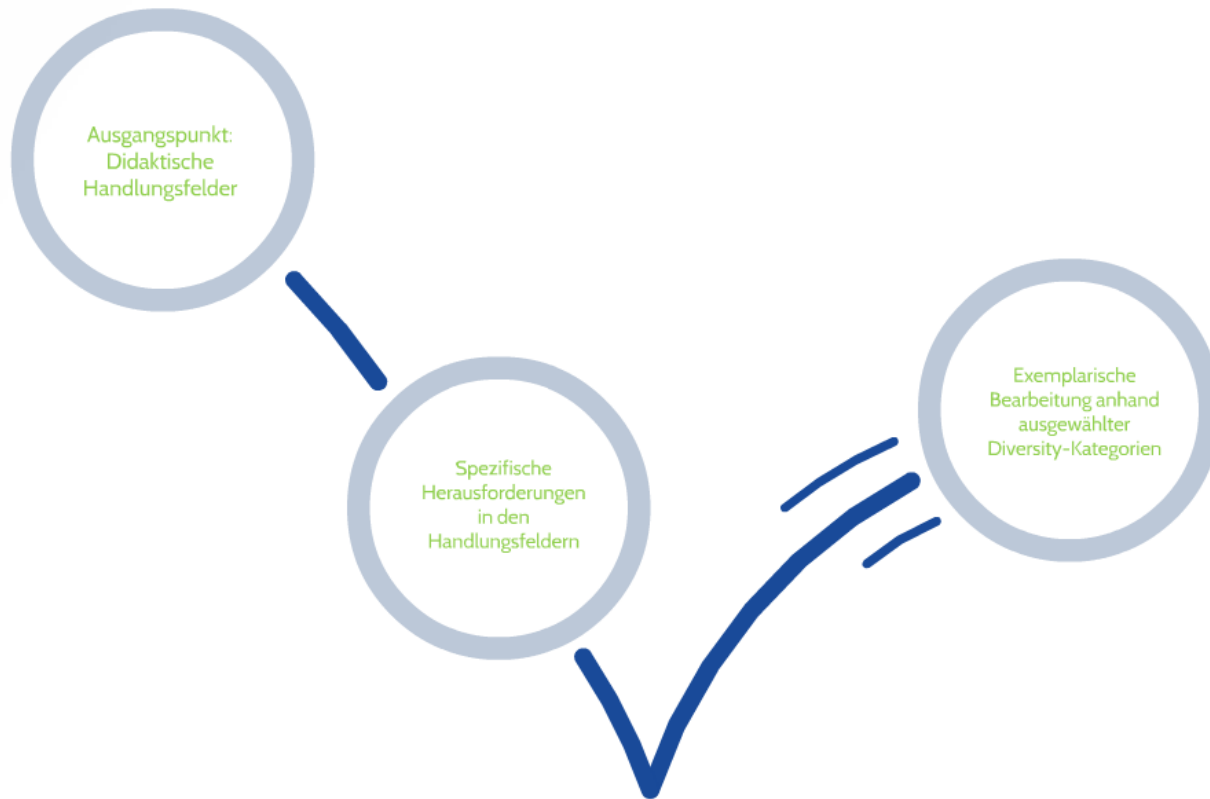 Ausgangspunkt:
Didaktische
Handlungsfelder
Spezifische
Herausforderungen
in den
Handlungsfeldern
Exemplarische
Bearbeitung anhand
ausgewählter
Diversity-Kategorien